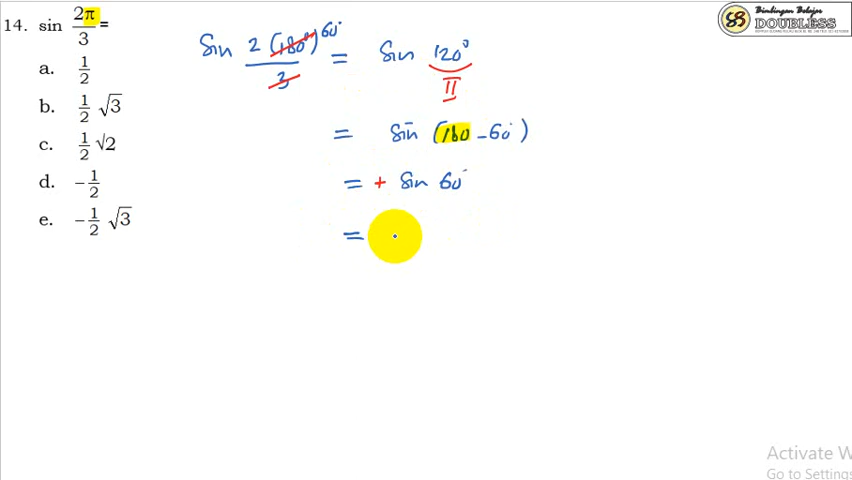 14. sin 2π/3 =
a. 1/2
b. 1/2 √3
c. 1/2 √2
d. -1/2
e. -1/2 √3
Sin 2 (180°)/3 60° = Sin 120°
II
= Sin (180 - 60°)
= + Sin 60°
=
Bimbingan Belajar
DOUBLESS
Activate W
Go to Settings